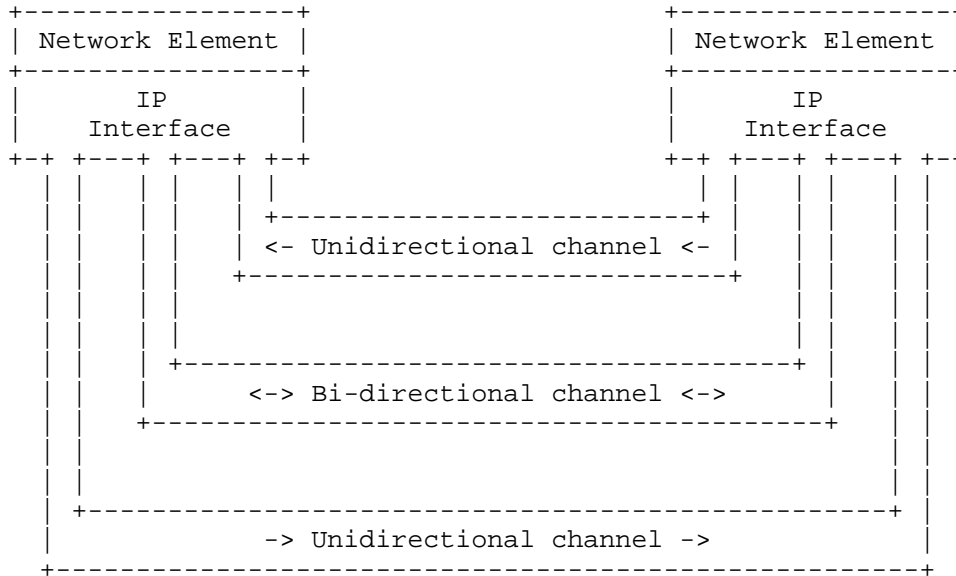 Network Element Network Element
IP IP
Interface Interface
<- Unidirectional channel <-
<-> Bi-directional channel <->
-> Unidirectional channel ->